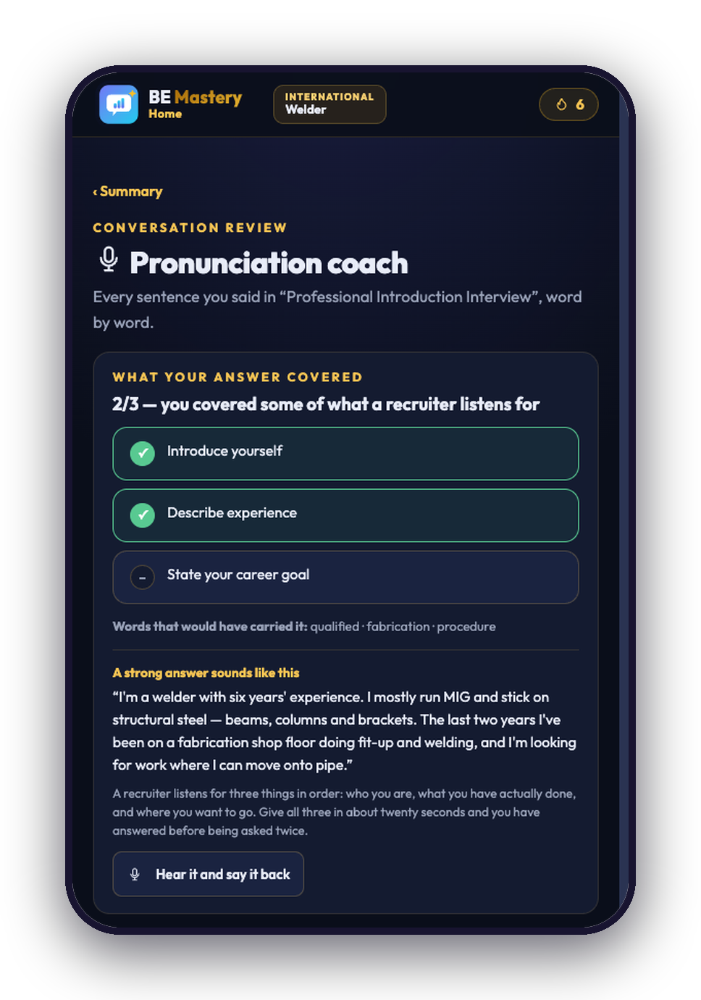 BE Mastery
Home
INTERNATIONAL
Welder
6
‹ Summary
CONVERSATION REVIEW
Pronunciation coach
Every sentence you said in “Professional Introduction Interview”, word
by word.
WHAT YOUR ANSWER COVERED
2/3 — you covered some of what a recruiter listens for
✓ Introduce yourself
✓ Describe experience
– State your career goal
Words that would have carried it: qualified · fabrication · procedure
A strong answer sounds like this
“I'm a welder with six years' experience. I mostly run MIG and stick on
structural steel — beams, columns and brackets. The last two years I've
been on a fabrication shop floor doing fit-up and welding, and I'm looking
for work where I can move onto pipe.”
A recruiter listens for three things in order: who you are, what you have actually done,
and where you want to go. Give all three in about twenty seconds and you have
answered before being asked twice.
Hear it and say it back